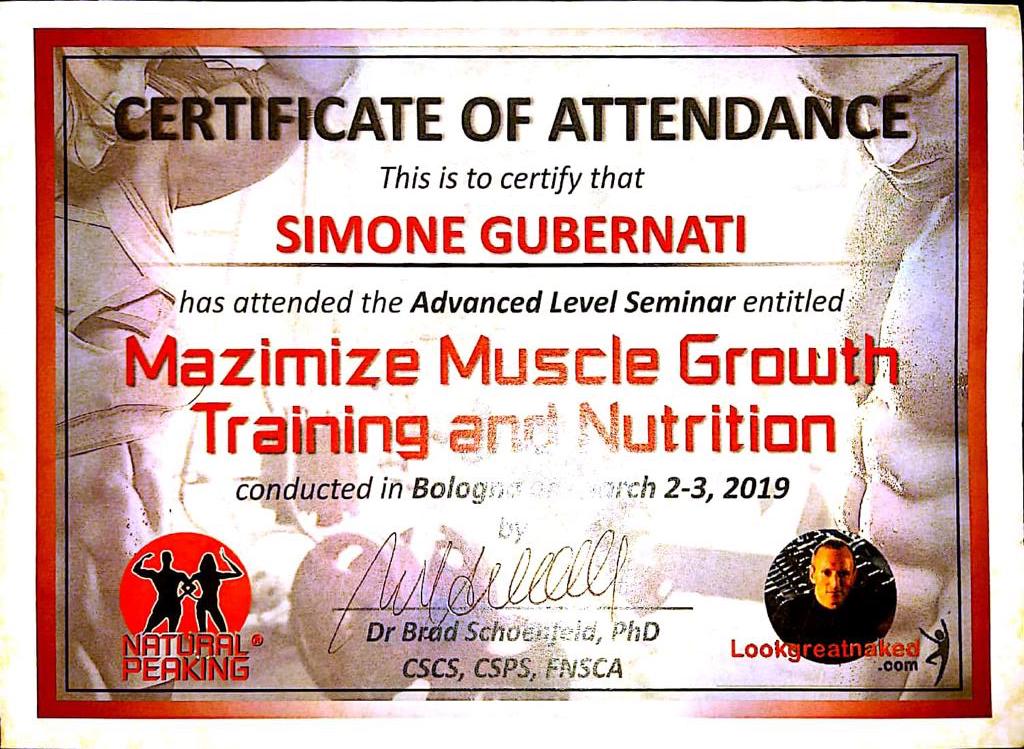 CERTIFICATE OF ATTENDANCE
This is to certify that
SIMONE GUBERNATI
has attended the Advanced Level Seminar entitled
Mazimize Muscle Growth
Training and Nutrition
conducted in Bologna on March 2-3, 2019
by
Dr Brad Schoenfeld, PhD
CSCS, CSPS, FNSCA
NATURAL®
PEAKING
Lookgreatnaked
.com